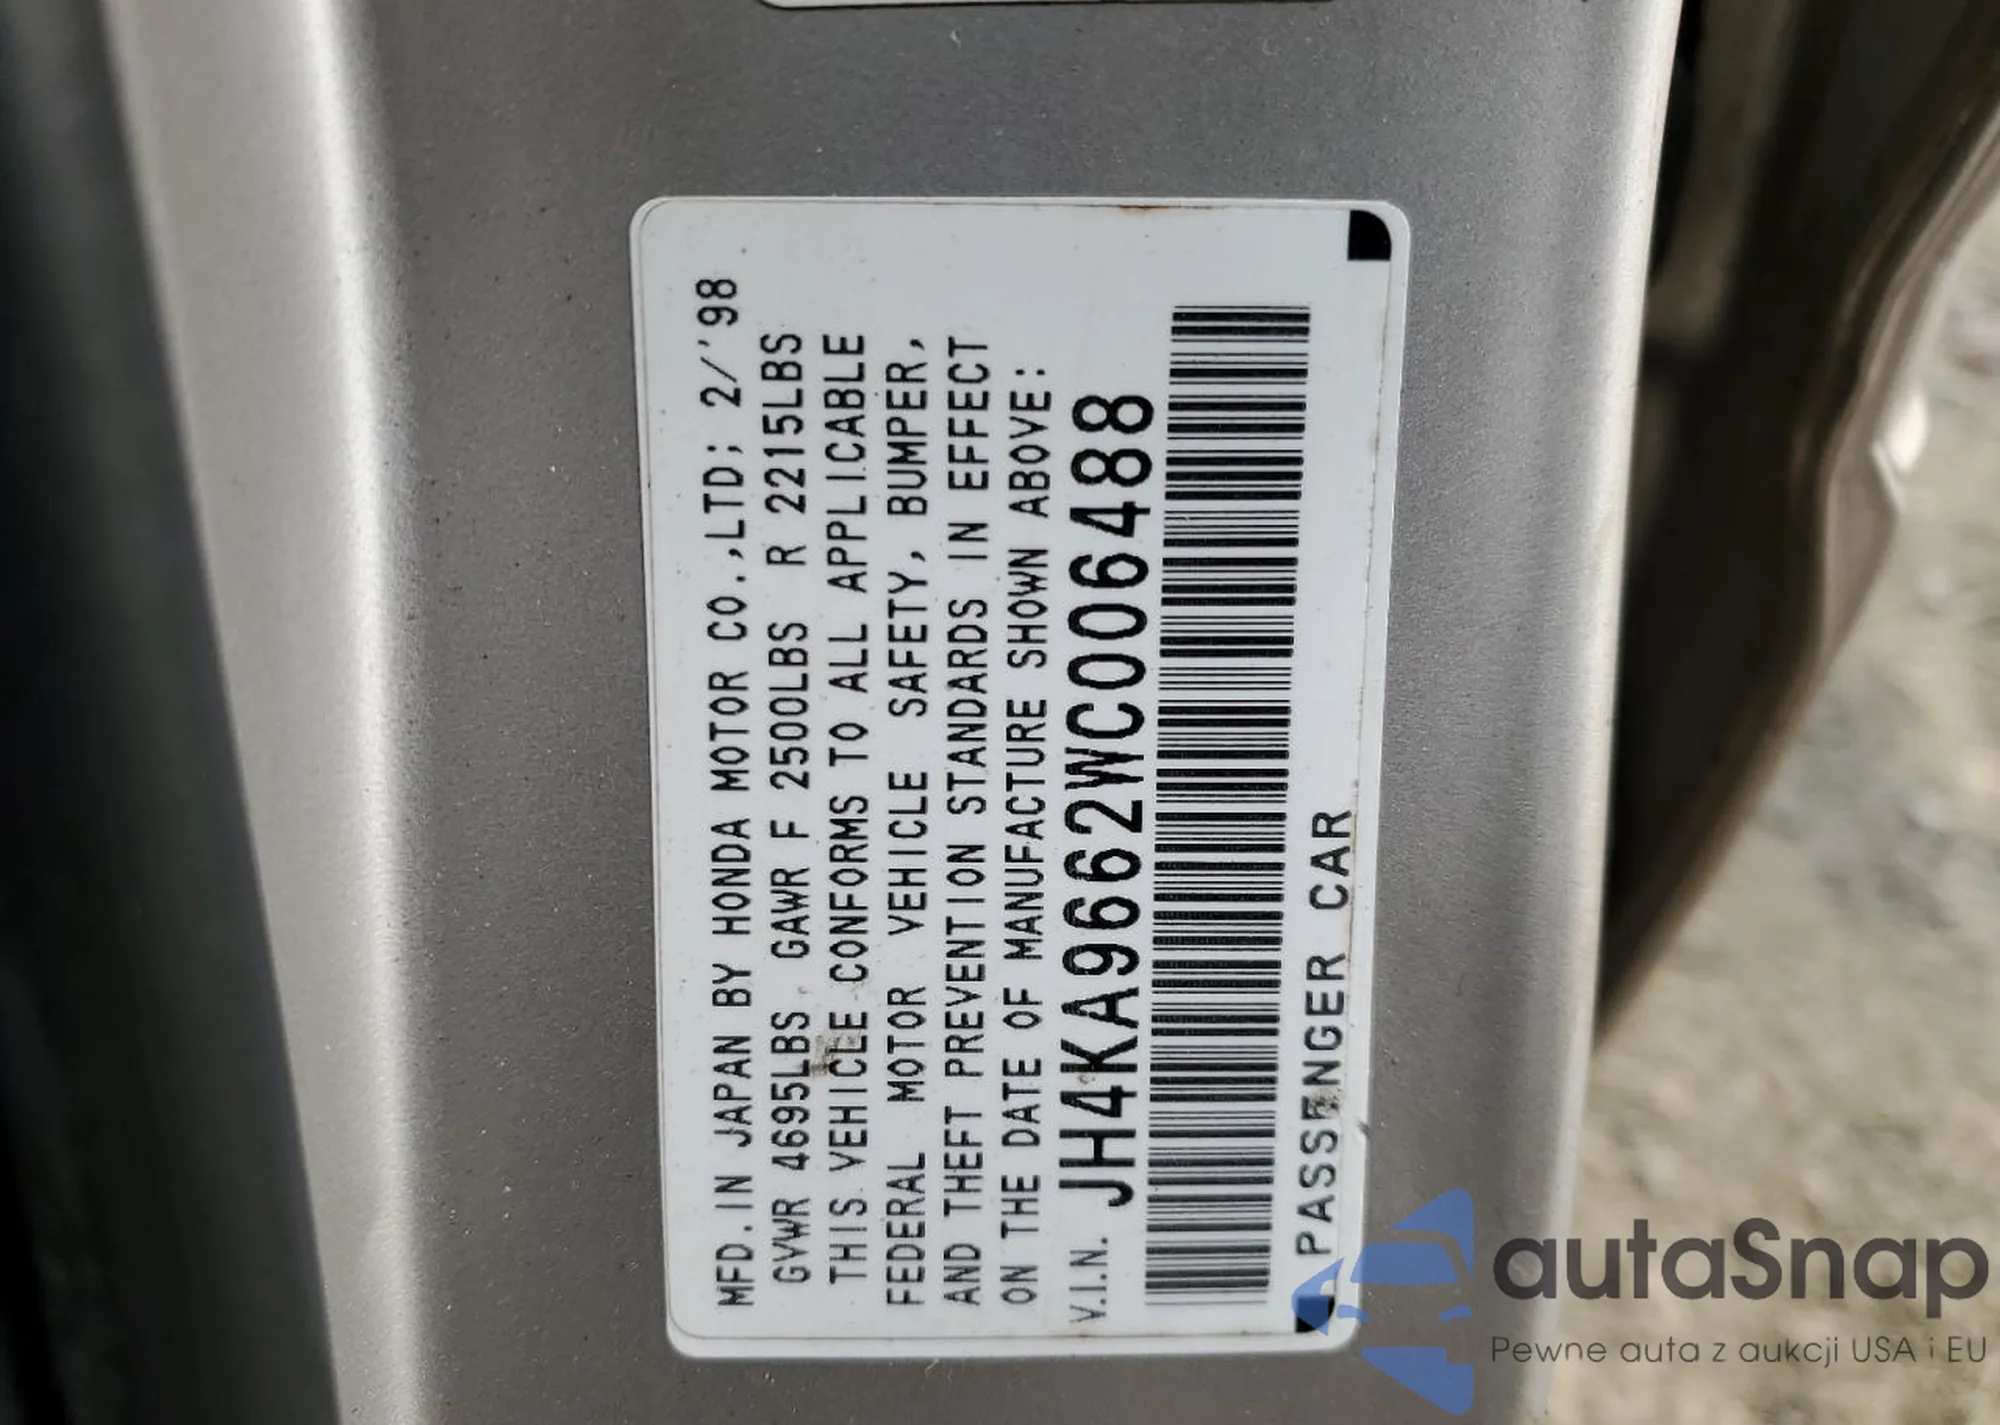 MFD. IN JAPAN BY HONDA MOTOR CO.,LTD; 2/'98
GVWR 4695LBS GAWR F 2500LBS R 2215LBS
THIS VEHICLE CONFORMS TO ALL APPLICABLE
FEDERAL MOTOR VEHICLE SAFETY, BUMPER,
AND THEFT PREVENTION STANDARDS IN EFFECT
ON THE DATE OF MANUFACTURE SHOWN ABOVE:
V.I.N. JH4KA9662WC006488
PASSENGER CAR
autaSnap
Pewne auta z aukcji USA i EU